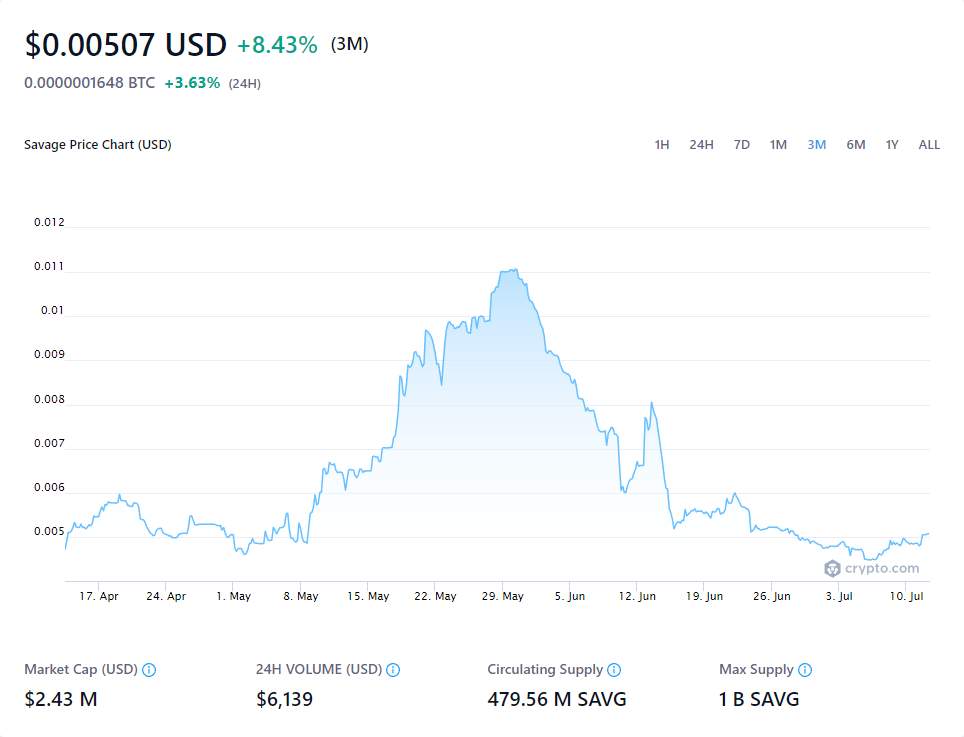 $0.00507 USD +8.43% (3M)
0.0000001648 BTC +3.63% (24H)
Savage Price Chart (USD) 1H 24H 7D 1M 3M 6M 1Y ALL
0.012
0.011
0.01
0.009
0.008
0.007
0.006
0.005
crypto.com
17. Apr 24. Apr 1. May 8. May 15. May 22. May 29. May 5. Jun 12. Jun 19. Jun 26. Jun 3. Jul 10. Jul
Market Cap (USD) 24H VOLUME (USD) Circulating Supply Max Supply
$2.43 M $6,139 479.56 M SAVG 1 B SAVG